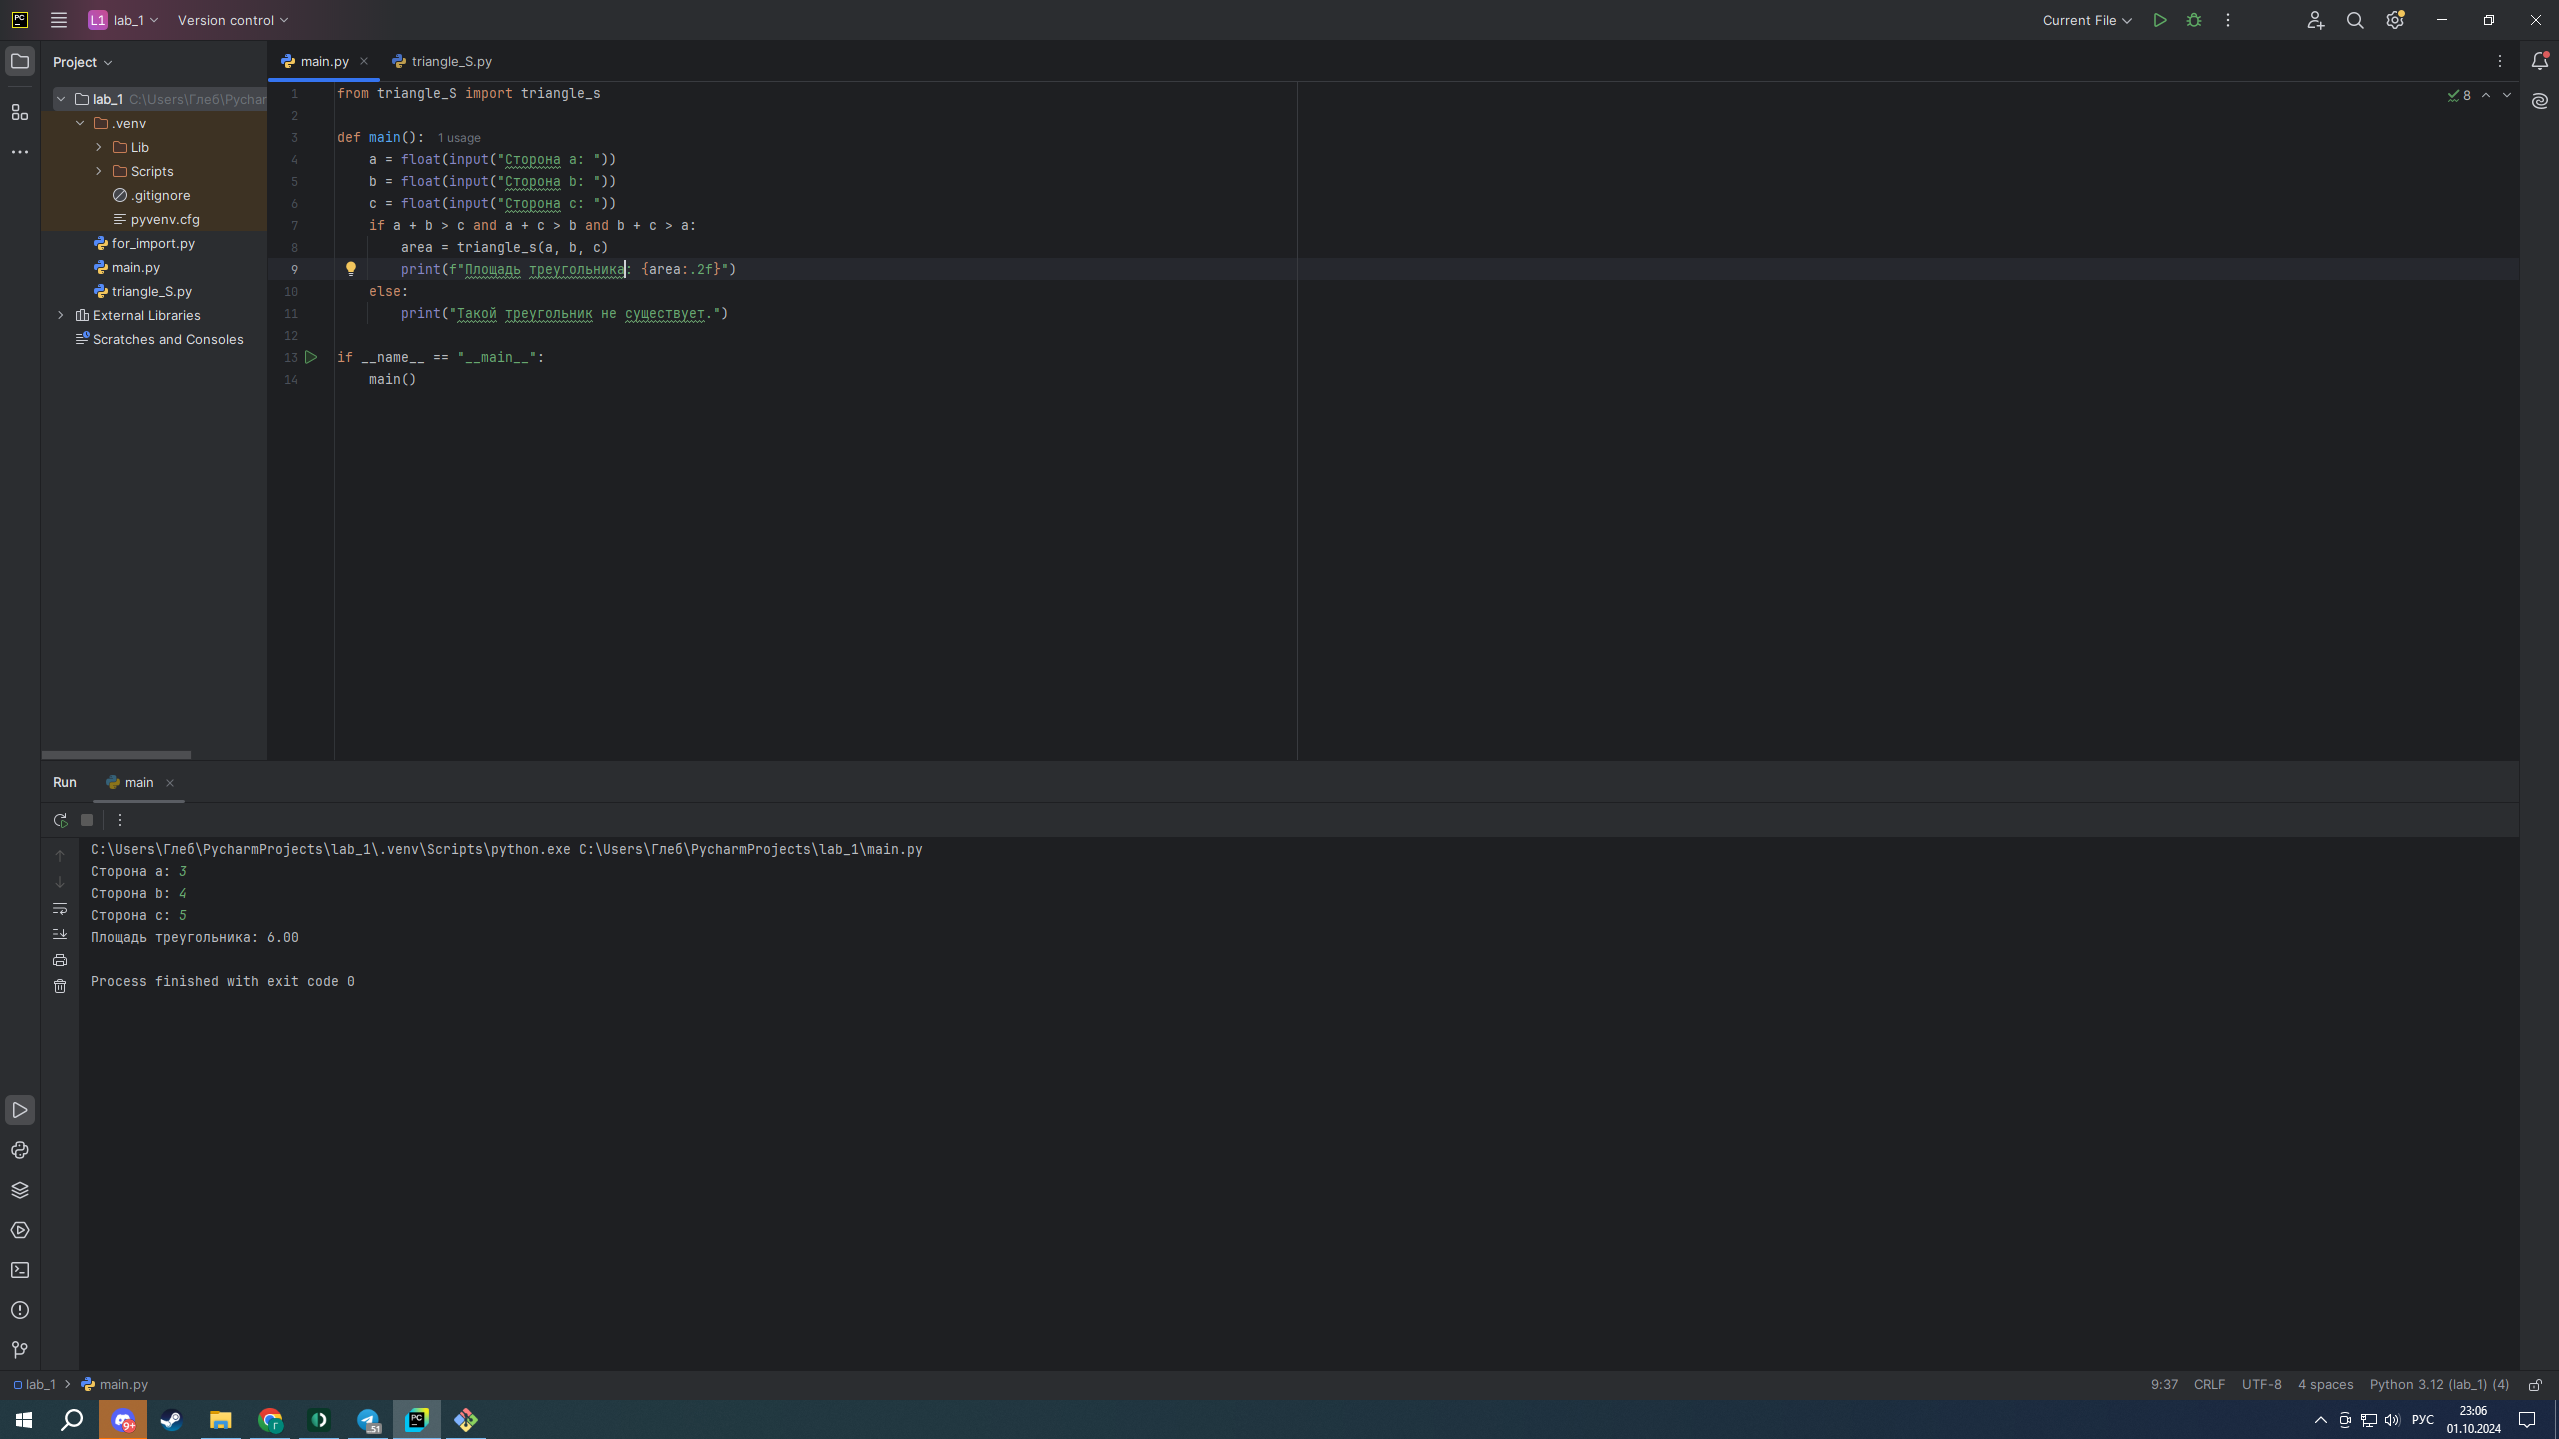 PC L1 lab_1 Version control Current File
Project main.py triangle_S.py
lab_1 C:\Users\Глеб\Pychar
.venv
Lib
Scripts
.gitignore
pyvenv.cfg
for_import.py
main.py
triangle_S.py
External Libraries
Scratches and Consoles
8
1 from triangle_S import triangle_s
2
3 def main(): 1 usage
4 a = float(input("Сторона a: "))
5 b = float(input("Сторона b: "))
6 c = float(input("Сторона c: "))
7 if a + b > c and a + c > b and b + c > a:
8 area = triangle_s(a, b, c)
9 print(f"Площадь треугольника: {area:.2f}")
10 else:
11 print("Такой треугольник не существует.")
12
13 if __name__ == "__main__":
14 main()
Run main
C:\Users\Глеб\PycharmProjects\lab_1\.venv\Scripts\python.exe C:\Users\Глеб\PycharmProjects\lab_1\main.py
Сторона a: 3
Сторона b: 4
Сторона c: 5
Площадь треугольника: 6.00
Process finished with exit code 0
lab_1 main.py 9:37 CRLF UTF-8 4 spaces Python 3.12 (lab_1) (4)
9+ 51 PC РУС 23:06
01.10.2024